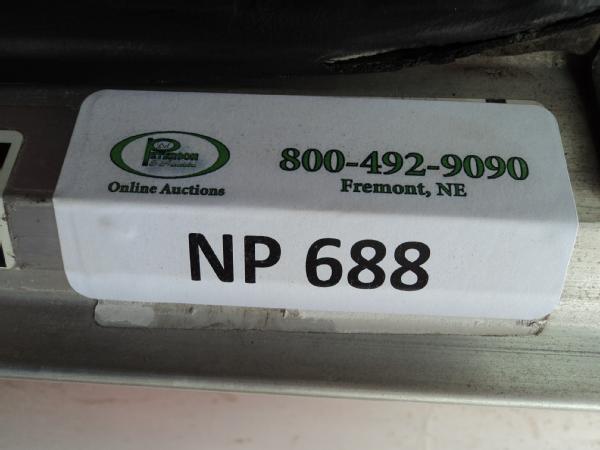 Online Auctions
800-492-9090
Fremont, NE
NP 688